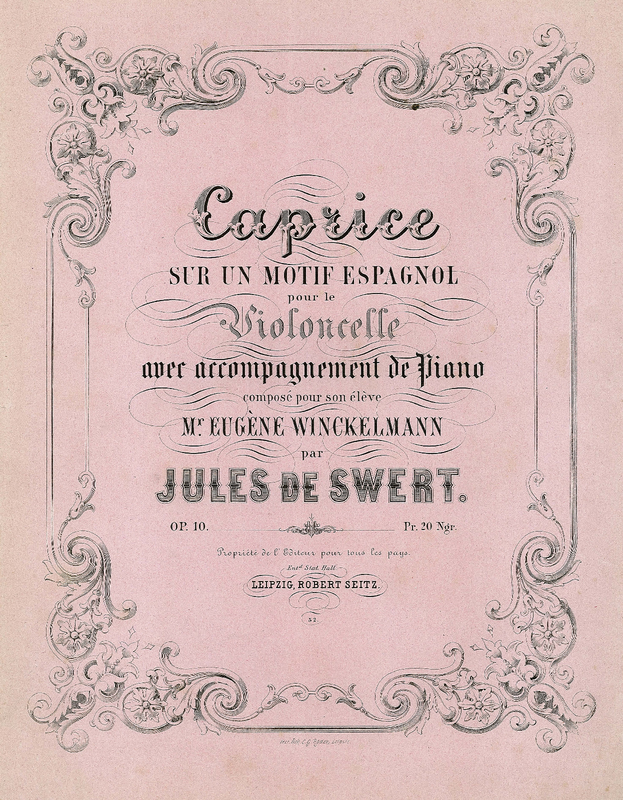 Caprice
SUR UN MOTIF ESPAGNOL
pour le
Violoncelle
avec accompagnement de Piano
composé pour son élève
Mr. EUGÈNE WINCKELMANN
par
JULES DE SWERT.
OP. 10. Pr. 20 Ngr.
Propriété de l'Editeur pour tous les pays.
Entd. Stat. Hall.
LEIPZIG, ROBERT SEITZ.
52